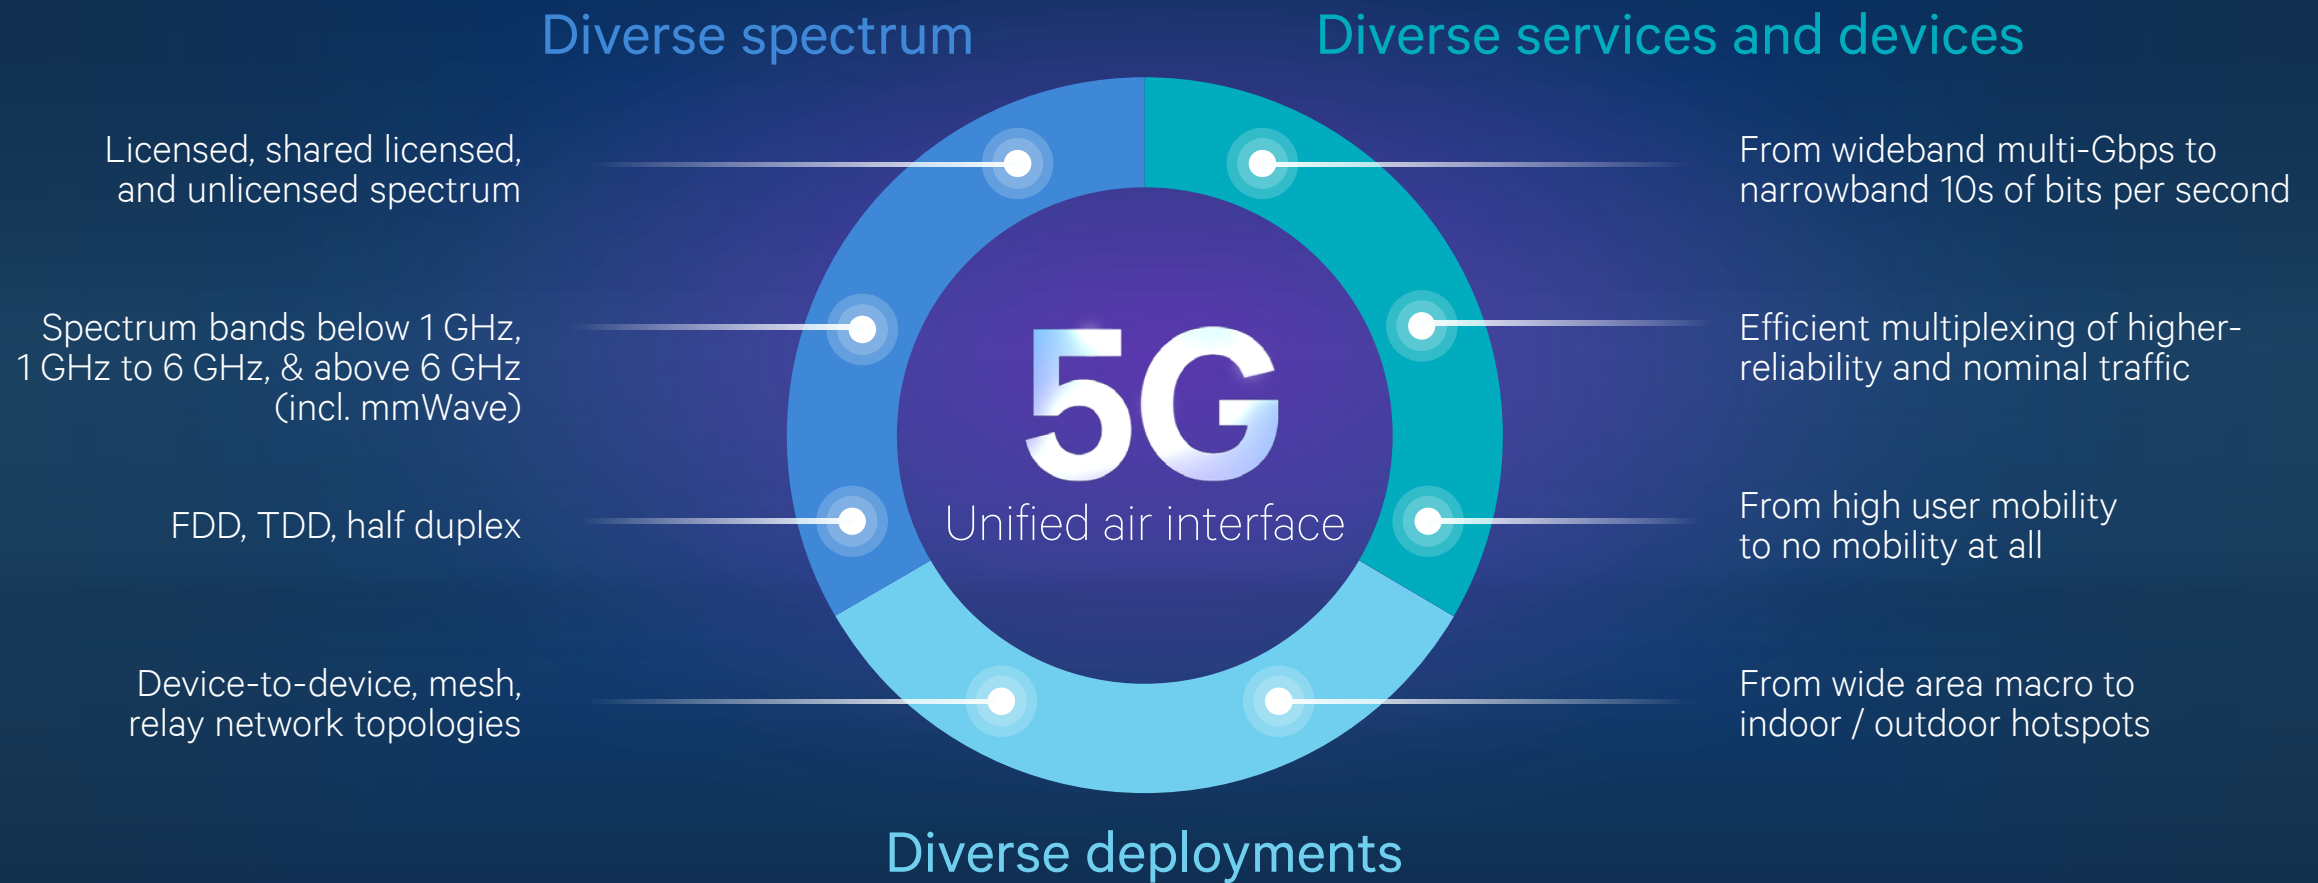 Diverse spectrum
Diverse services and devices
Licensed, shared licensed,
and unlicensed spectrum
Spectrum bands below 1 GHz,
1 GHz to 6 GHz, & above 6 GHz
(incl. mmWave)
FDD, TDD, half duplex
Device-to-device, mesh,
relay network topologies
5G
Unified air interface
From wideband multi-Gbps to
narrowband 10s of bits per second
Efficient multiplexing of higher-
reliability and nominal traffic
From high user mobility
to no mobility at all
From wide area macro to
indoor / outdoor hotspots
Diverse deployments